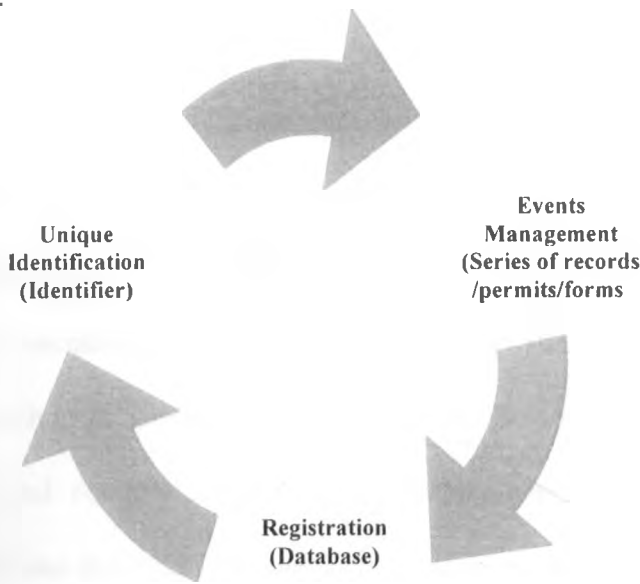 Unique
Identification
(Identifier)
Events
Management
(Series of records
/permits/forms
Registration
(Database)